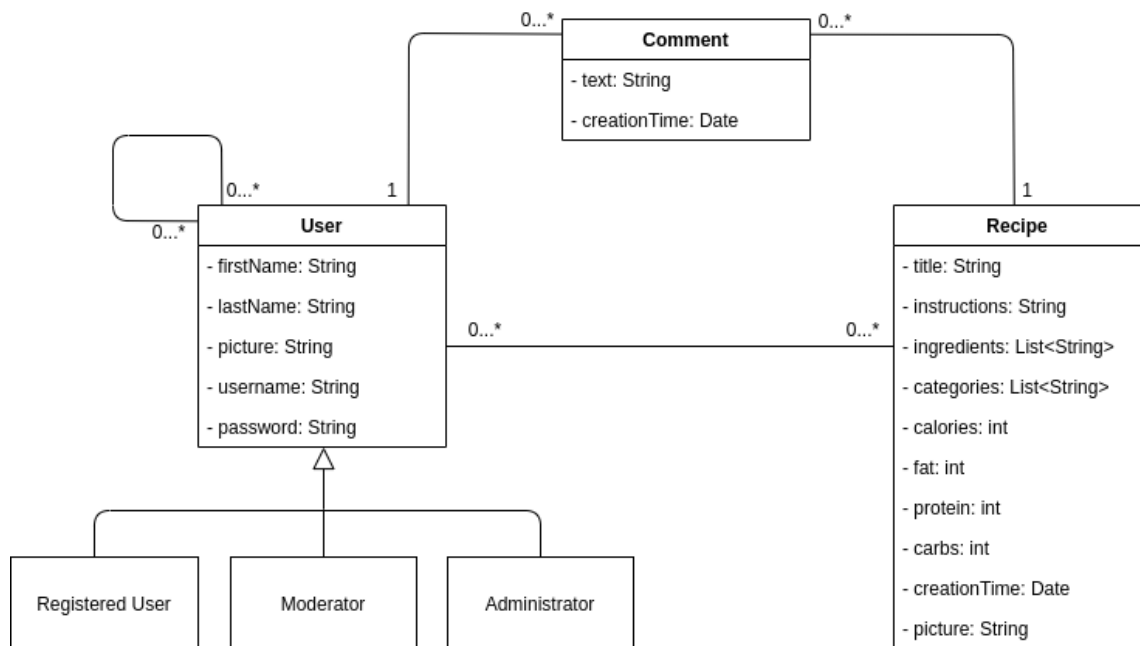 0...*
Comment
0...*
- text: String
- creationTime: Date
0...*
0...*
1
1
User
- firstName: String
- lastName: String
- picture: String
- username: String
- password: String
0...*
0...*
Recipe
- title: String
- instructions: String
- ingredients: List<String>
- categories: List<String>
- calories: int
- fat: int
- protein: int
- carbs: int
- creationTime: Date
- picture: String
Registered User
Moderator
Administrator